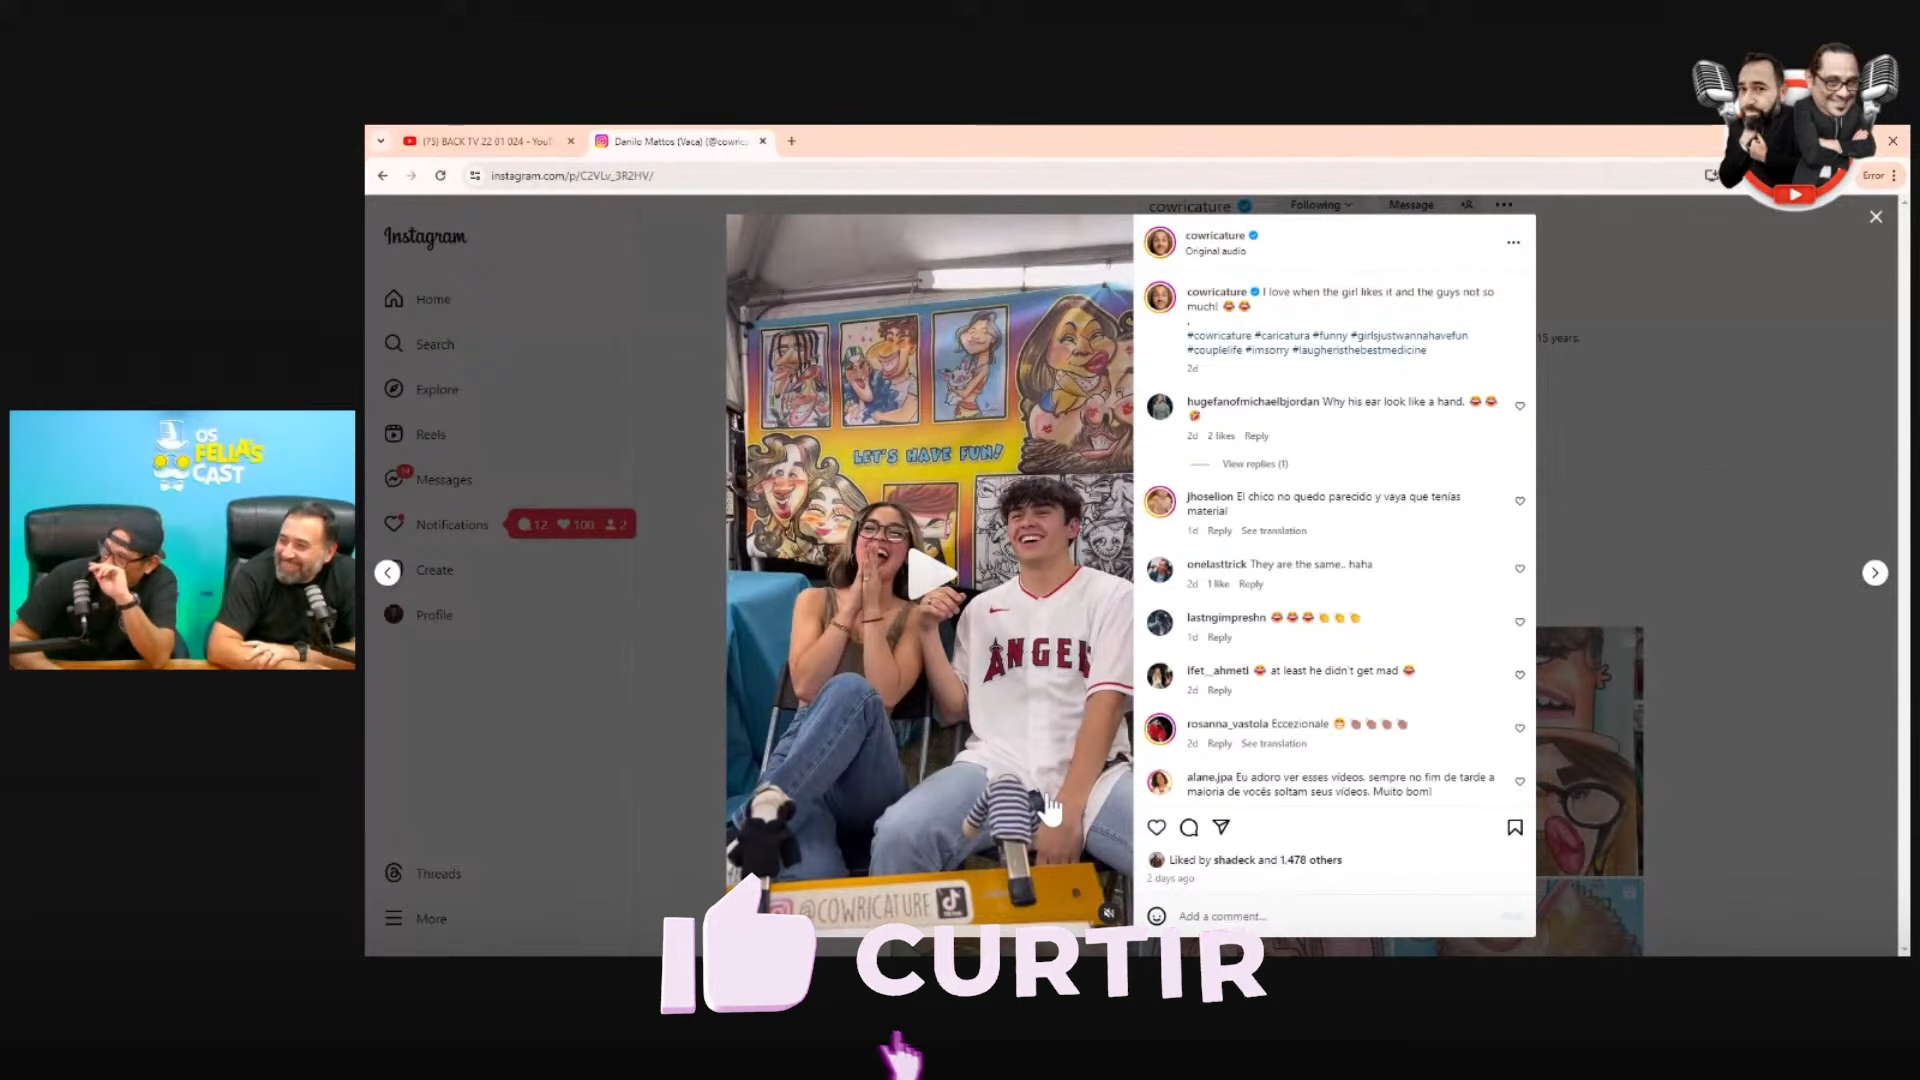 (75) BACK TV 22 01 024 - YouT
Danilo Mattos (Vaca) (@cowric
instagram.com/p/C2VLv_3R2HV/
Error
Instagram
Home
Search
Explore
Reels
Messages
Notifications
12 100 2
Create
Profile
Threads
More
OS
FELLA'S
CAST
cowricature
Following
Message
15 years.
LET'S HAVE FUN!
ANGEL
@COWRICATURE
cowricature
Original audio
cowricature I love when the girl likes it and the guys not so
much! 😂😂
.
#cowricature #caricatura #funny #girlsjustwannahavefun
#couplelife #imsorry #laugheristhebestmedicine
2d
hugefanofmichaelbjordan Why his ear look like a hand. 😂😂
🤣
2d 2 likes Reply
View replies (1)
jhoselion El chico no quedo parecido y vaya que tenías
material
1d Reply See translation
onelasttrick They are the same.. haha
2d 1 like Reply
lastngimpreshn 😂😂😂👏👏👏
1d Reply
ifet__ahmeti 😂 at least he didn't get mad 😂
2d Reply
rosanna_vastola Eccezionale 😁👏🏽👏🏽👏🏽👏🏽
2d Reply See translation
alane.jpa Eu adoro ver esses vídeos, sempre no fim de tarde a
maioria de vocês soltam seus vídeos. Muito bom!
Liked by shadeck and 1,478 others
2 days ago
Add a comment...
CURTIR